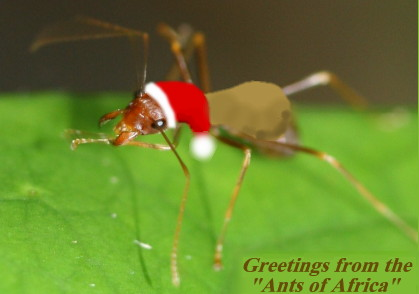 Greetings from the
"Ants of Africa"